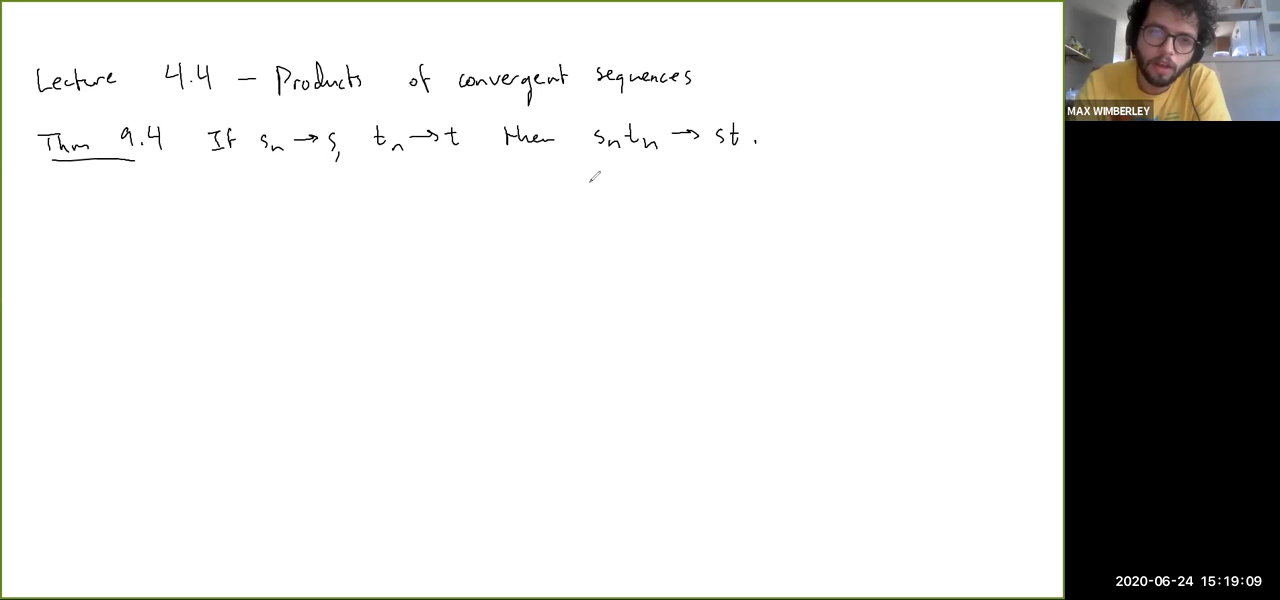 Lecture 4.4 – Products of convergent sequences
Thm 9.4 If sₙ → s, tₙ → t then sₙtₙ → st.
MAX WIMBERLEY
2020-06-24 15:19:09